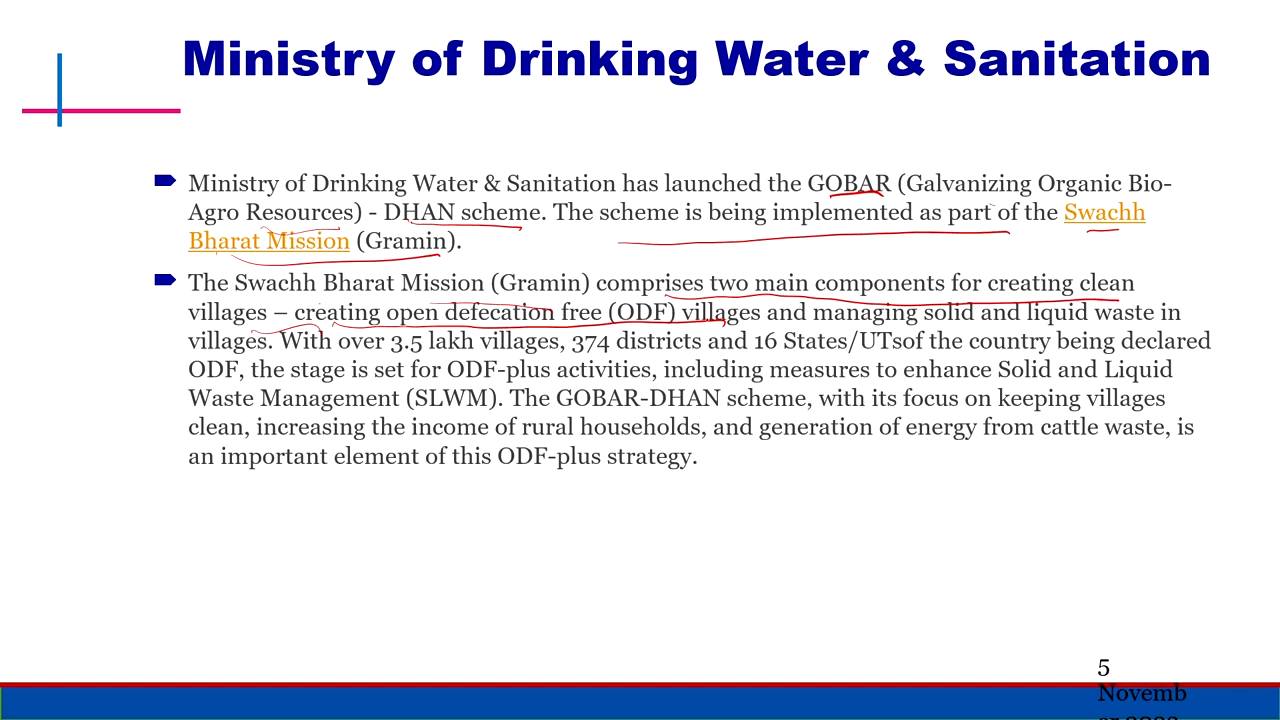 Ministry of Drinking Water & Sanitation
Ministry of Drinking Water & Sanitation has launched the GOBAR (Galvanizing Organic Bio-
Agro Resources) - DHAN scheme. The scheme is being implemented as part of the Swachh
Bharat Mission (Gramin).
The Swachh Bharat Mission (Gramin) comprises two main components for creating clean
villages – creating open defecation free (ODF) villages and managing solid and liquid waste in
villages. With over 3.5 lakh villages, 374 districts and 16 States/UTsof the country being declared
ODF, the stage is set for ODF-plus activities, including measures to enhance Solid and Liquid
Waste Management (SLWM). The GOBAR-DHAN scheme, with its focus on keeping villages
clean, increasing the income of rural households, and generation of energy from cattle waste, is
an important element of this ODF-plus strategy.
5
Novemb